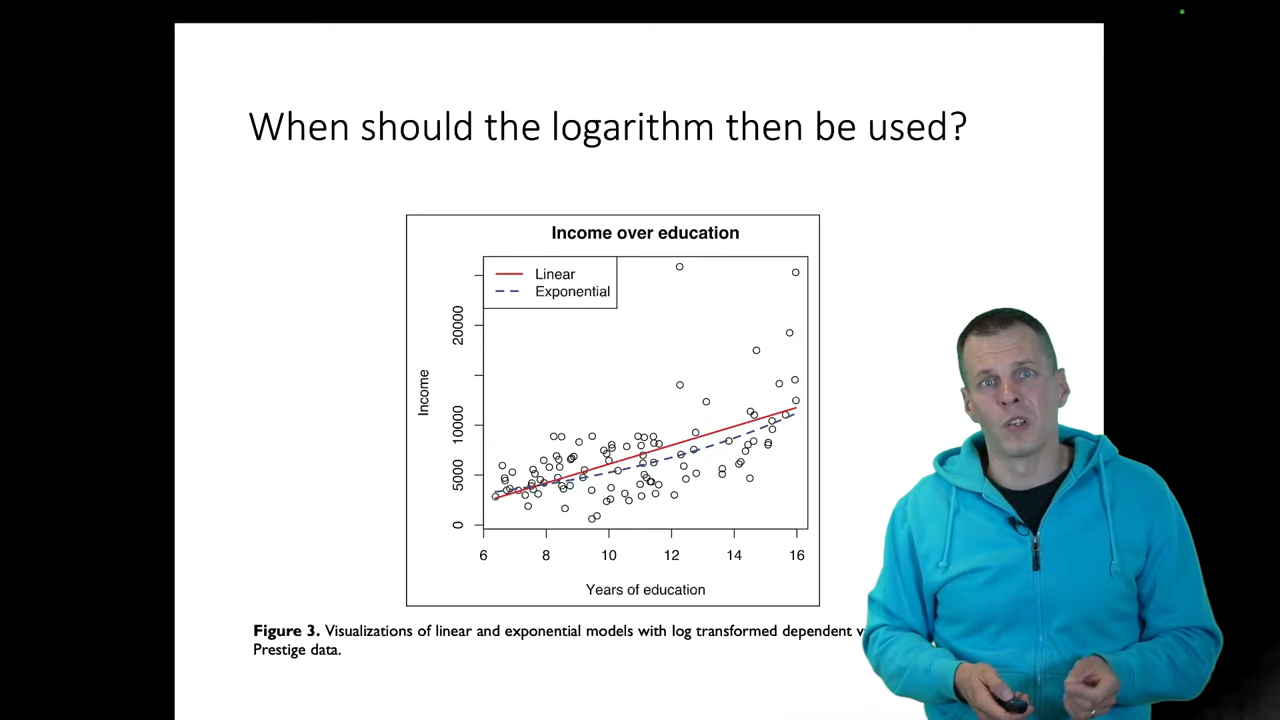 When should the logarithm then be used?
Income over education
Linear
Exponential
20000
10000
5000
0
Income
6 8 10 12 14 16
Years of education
Figure 3. Visualizations of linear and exponential models with log transformed dependent v
Prestige data.